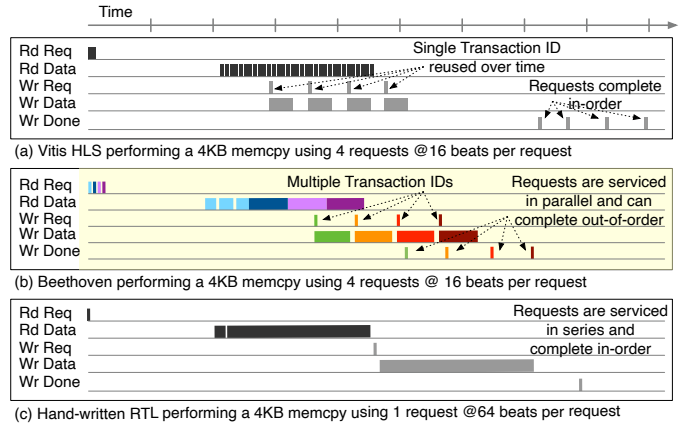 Time
Rd Req
Single Transaction ID
Rd Data
reused over time
Wr Req
Requests complete
Wr Data
in-order
Wr Done
(a) Vitis HLS performing a 4KB memcpy using 4 requests @16 beats per request
Rd Req
Multiple Transaction IDs
Requests are serviced
Rd Data
in parallel and can
Wr Req
complete out-of-order
Wr Data
Wr Done
(b) Beethoven performing a 4KB memcpy using 4 requests @ 16 beats per request
Rd Req
Requests are serviced
Rd Data
in series and
Wr Req
complete in-order
Wr Data
Wr Done
(c) Hand-written RTL performing a 4KB memcpy using 1 request @64 beats per request